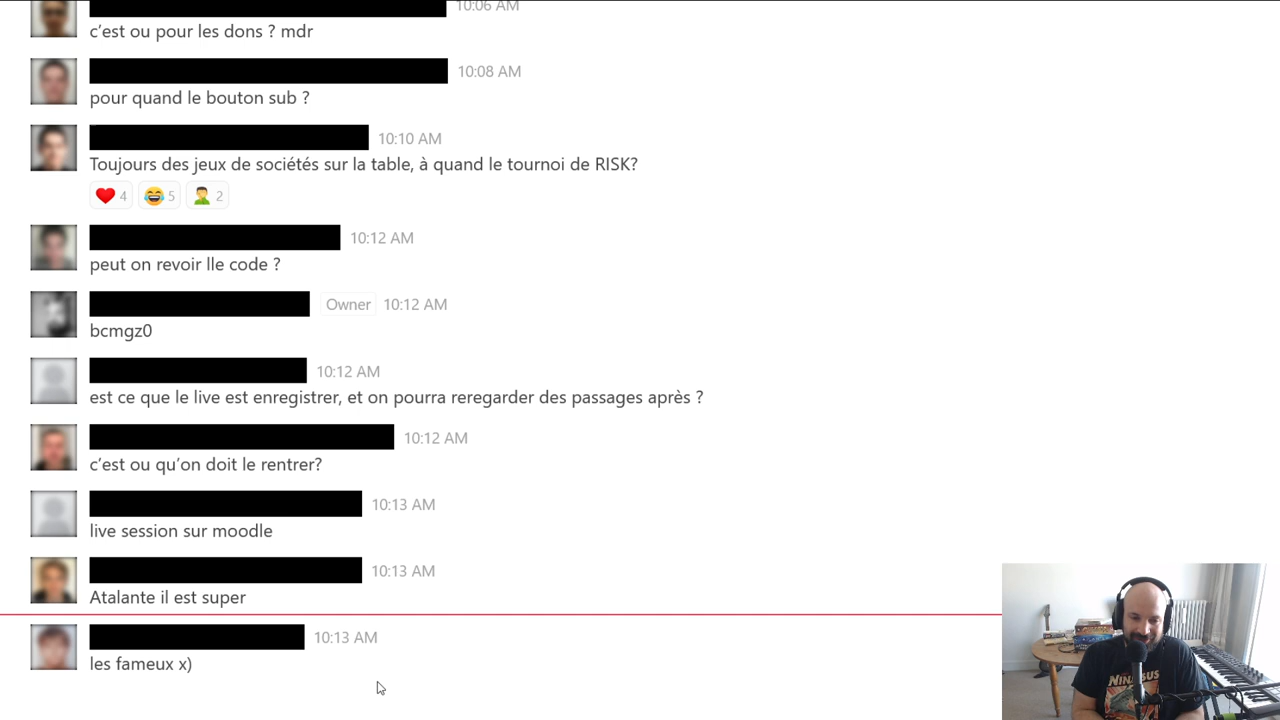 10:06 AM
c'est ou pour les dons ? mdr
10:08 AM
pour quand le bouton sub ?
10:10 AM
Toujours des jeux de sociétés sur la table, à quand le tournoi de RISK?
4 5 2
10:12 AM
peut on revoir lle code ?
Owner 10:12 AM
bcmgz0
10:12 AM
est ce que le live est enregistrer, et on pourra reregarder des passages après ?
10:12 AM
c'est ou qu'on doit le rentrer?
10:13 AM
live session sur moodle
10:13 AM
Atalante il est super
10:13 AM
les fameux x)